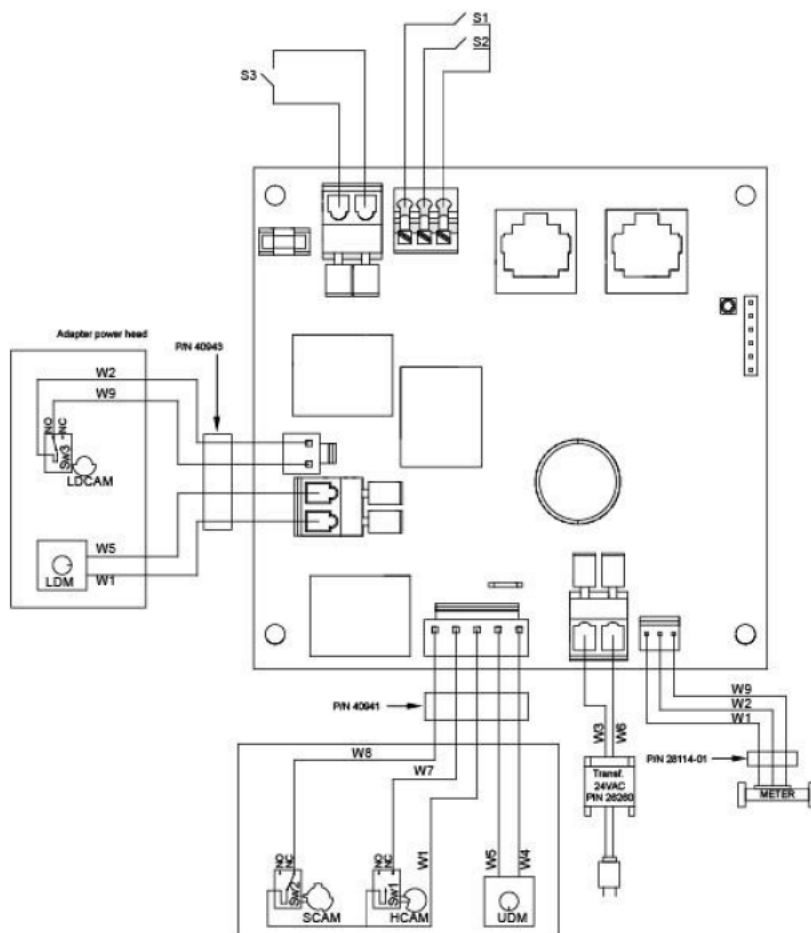 S1
S2
S3
Adapter power head
P/N 40943
W2
W9
NO
NC
Sw3
LDCAM
W5
W1
LDM
P/N 40941
W8
W7
W1
NO
NC
Sw2
SCAM
NO
NC
Sw1
HCAM
W5
W4
UDM
W3
W6
Transf.
24VAC
PIN 26260
W9
W2
W1
P/N 28114-01
METER